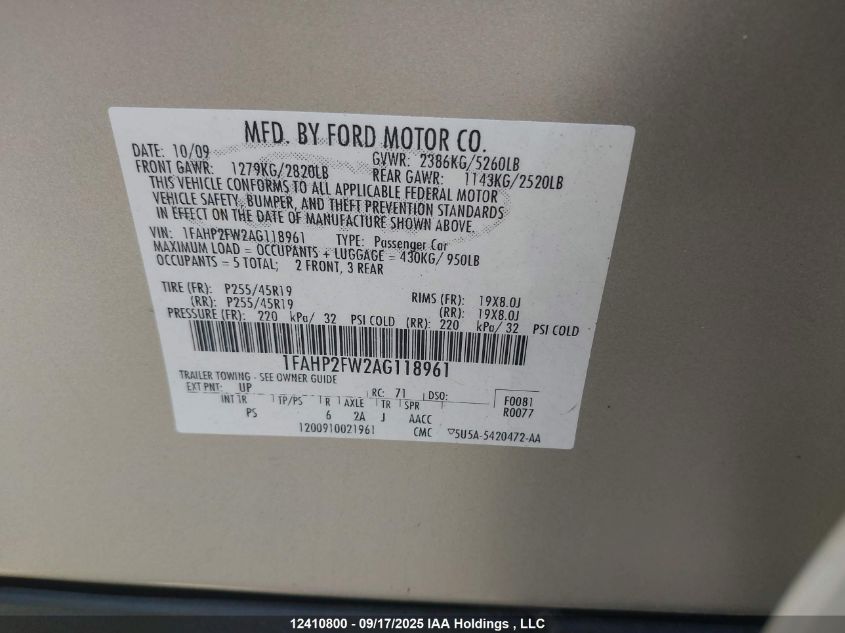 MFD. BY FORD MOTOR CO.
DATE: 10/09 GVWR: 2386KG/5260LB
FRONT GAWR: 1279KG/2820LB REAR GAWR: 1143KG/2520LB
THIS VEHICLE CONFORMS TO ALL APPLICABLE FEDERAL MOTOR
VEHICLE SAFETY, BUMPER, AND THEFT PREVENTION STANDARDS
IN EFFECT ON THE DATE OF MANUFACTURE SHOWN ABOVE.
VIN: 1FAHP2FW2AG118961 TYPE: Passenger Car
MAXIMUM LOAD = OCCUPANTS + LUGGAGE = 430KG/ 950LB
OCCUPANTS = 5 TOTAL; 2 FRONT, 3 REAR
TIRE (FR): P255/45R19 RIMS (FR): 19X8.0J
(RR): P255/45R19 (RR): 19X8.0J
PRESSURE (FR): 220 kPa/ 32 PSI COLD (RR): 220 kPa/ 32 PSI COLD
1FAHP2FW2AG118961
TRAILER TOWING - SEE OWNER GUIDE
EXT PNT: UP RC: 71 DSO: F0081
INT TR TP/PS R AXLE TR SPR R0077
PS 6 2A J AACC
1200910021961 CMC ▽5U5A-5420472-AA
12410800 - 09/17/2025 IAA Holdings , LLC